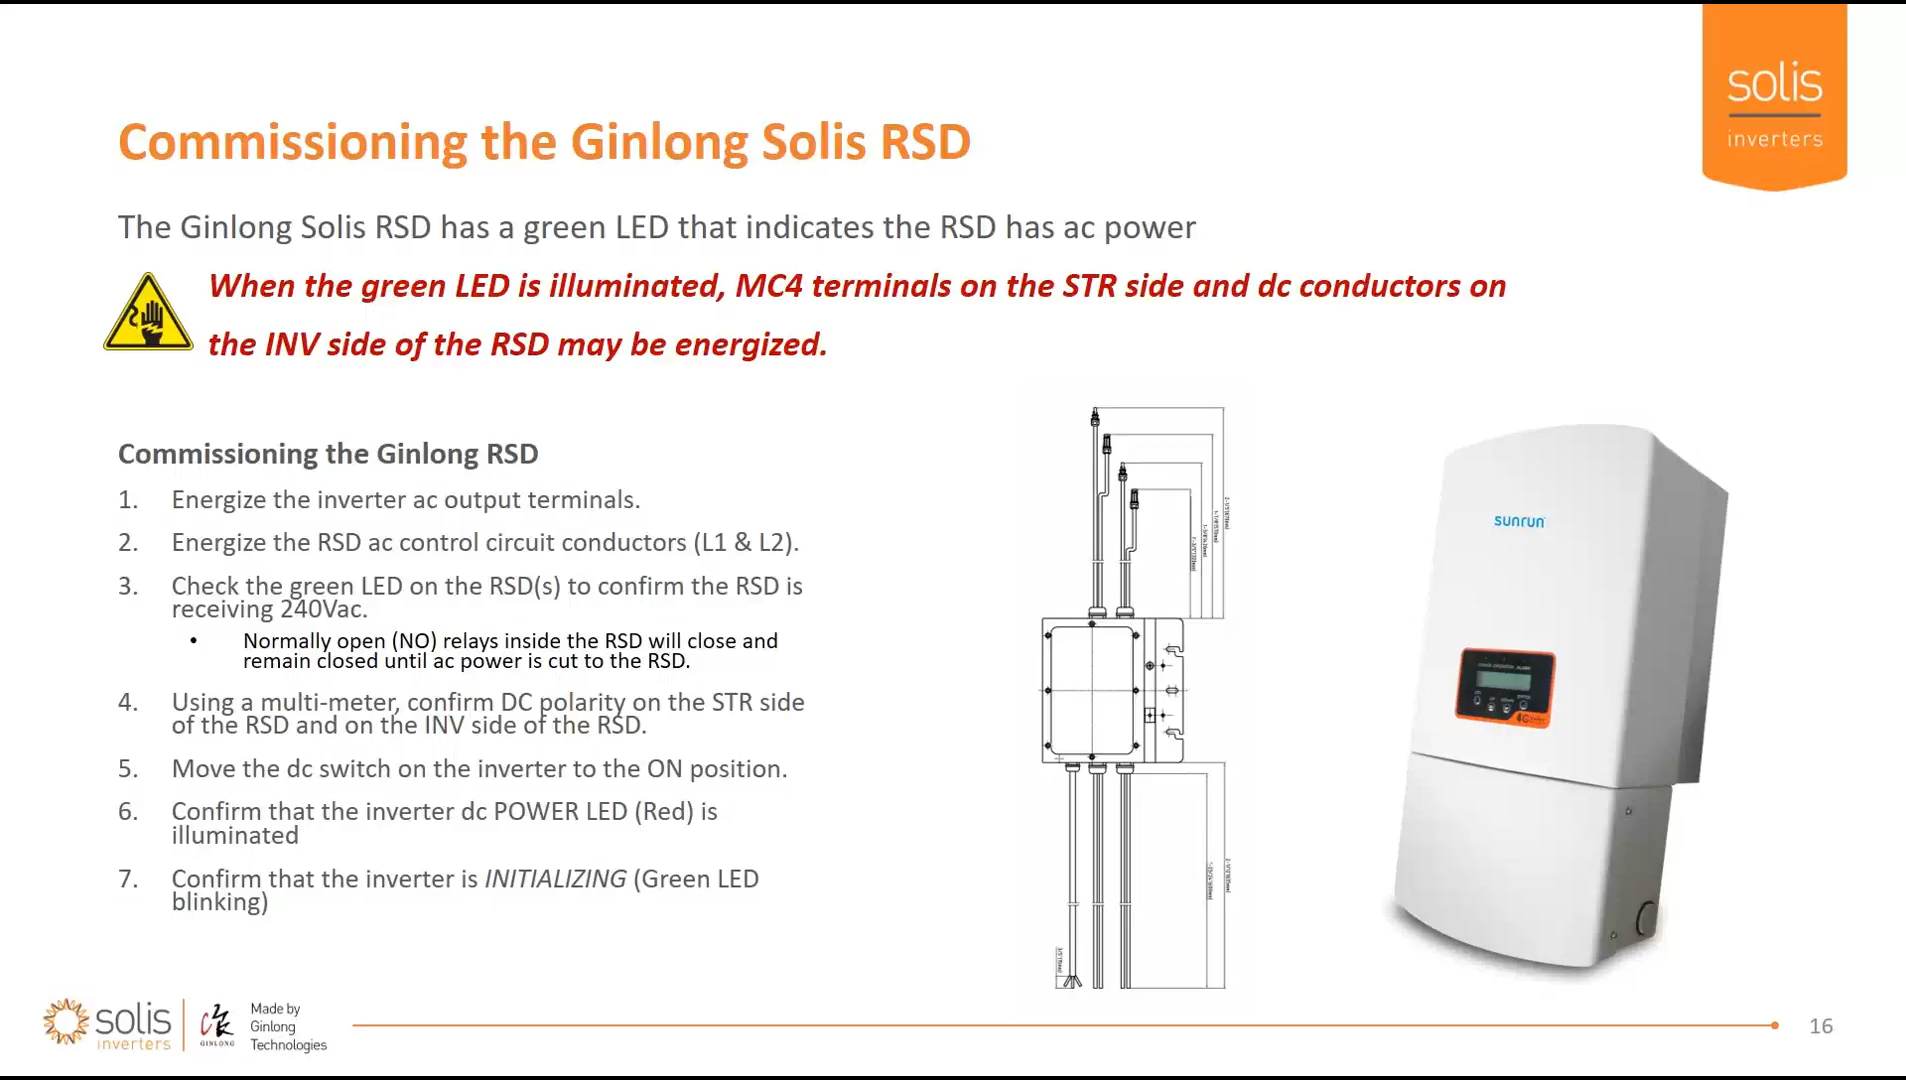 solis
inverters
Commissioning the Ginlong Solis RSD
The Ginlong Solis RSD has a green LED that indicates the RSD has ac power
When the green LED is illuminated, MC4 terminals on the STR side and dc conductors on
the INV side of the RSD may be energized.
Commissioning the Ginlong RSD
1. Energize the inverter ac output terminals.
2. Energize the RSD ac control circuit conductors (L1 & L2).
3. Check the green LED on the RSD(s) to confirm the RSD is
receiving 240Vac.
• Normally open (NO) relays inside the RSD will close and
remain closed until ac power is cut to the RSD.
4. Using a multi-meter, confirm DC polarity on the STR side
of the RSD and on the INV side of the RSD.
5. Move the dc switch on the inverter to the ON position.
6. Confirm that the inverter dc POWER LED (Red) is
illuminated
7. Confirm that the inverter is INITIALIZING (Green LED
blinking)
sunrun
4G
solis
inverters
GINLONG
Made by
Ginlong
Technologies
16